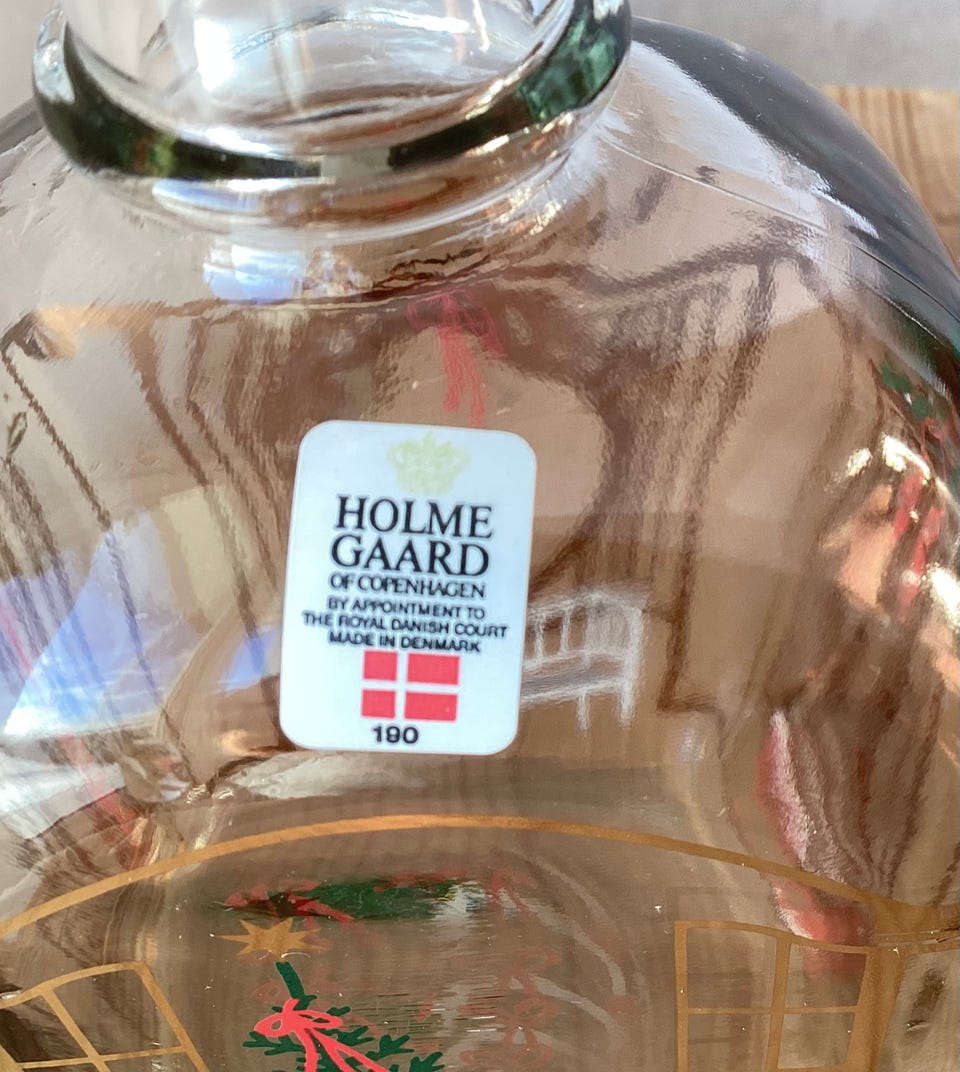 HOLME
GAARD
OF COPENHAGEN
BY APPOINTMENT TO
THE ROYAL DANISH COURT
MADE IN DENMARK
190